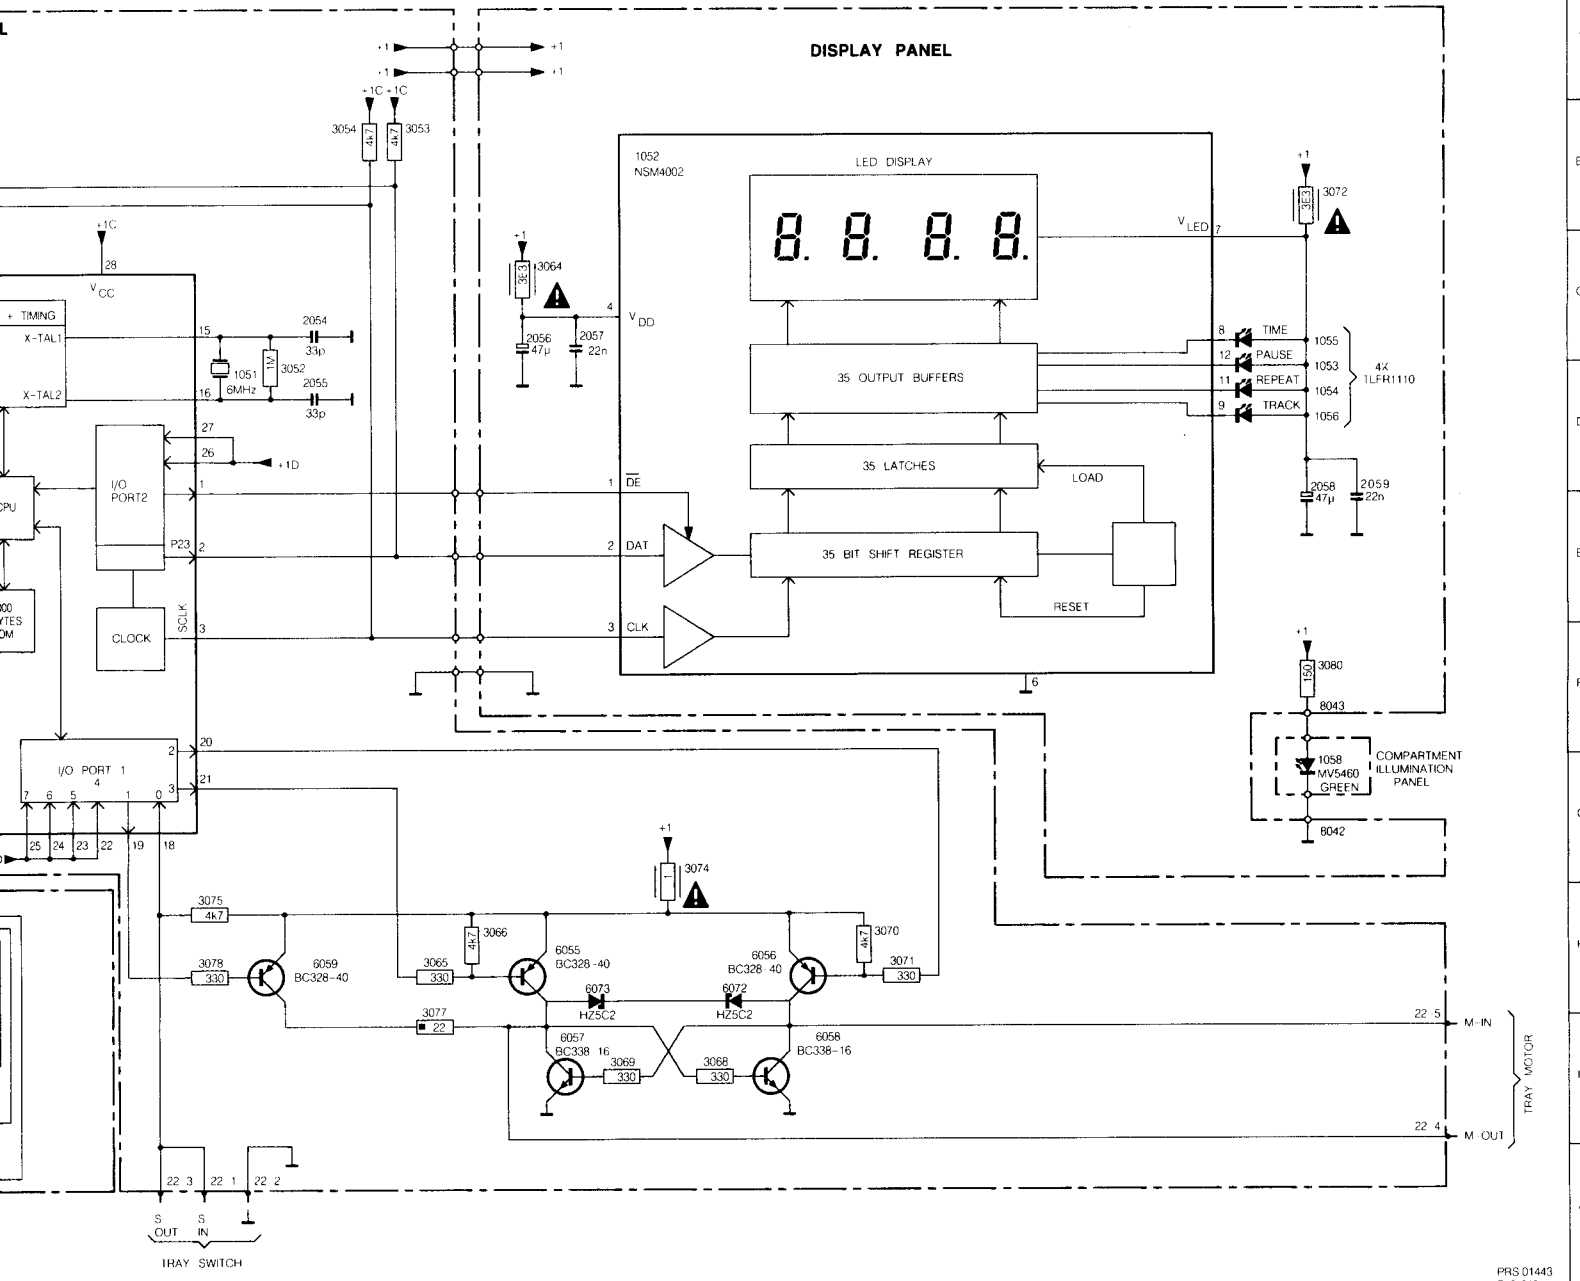 L
DISPLAY PANEL
+1
+1
+1
+1
+1C +1C
3054
4k7
4k7
3053
1052
NSM4002
LED DISPLAY
8. 8. 8. 8.
V LED
7
+1
3E3
3072
+1C
28
V CC
+ TIMING
X-TAL1
X-TAL2
15
16
1051
6MHz
1M
3052
2054
33p
2055
33p
+1
3E3
3064
4
V DD
2056
47µ
2057
22n
35 OUTPUT BUFFERS
8
TIME
1055
12
PAUSE
1053
11
REPEAT
1054
9
TRACK
1056
4X
TLFR1110
27
26
+1D
I/O
PORT2
CPU
1
1
DE
35 LATCHES
LOAD
2058
47µ
2059
22n
P23
2
2
DAT
35 BIT SHIFT REGISTER
RESET
YTES
OM
CLOCK
SCLK
3
3
CLK
6
+1
150
3080
8043
1058
MV5460
GREEN
COMPARTMENT
ILLUMINATION
PANEL
8042
I/O PORT 1
2
20
3
21
7 6 5 4 1 0
25 24 23 22 19 18
+1
1
3074
3075
4k7
3078
330
6059
BC328-40
4k7
3066
3065
330
6055
BC328-40
6056
BC328-40
4k7
3070
3071
330
6073
HZ5C2
6072
HZ5C2
3077
22
6057
BC338 16
3069
330
3068
330
6058
BC338-16
22 5
M-IN
22 4
M-OUT
TRAY MOTOR
22 3
22 1
22 2
S
OUT
S
IN
TRAY SWITCH
PRS 01443